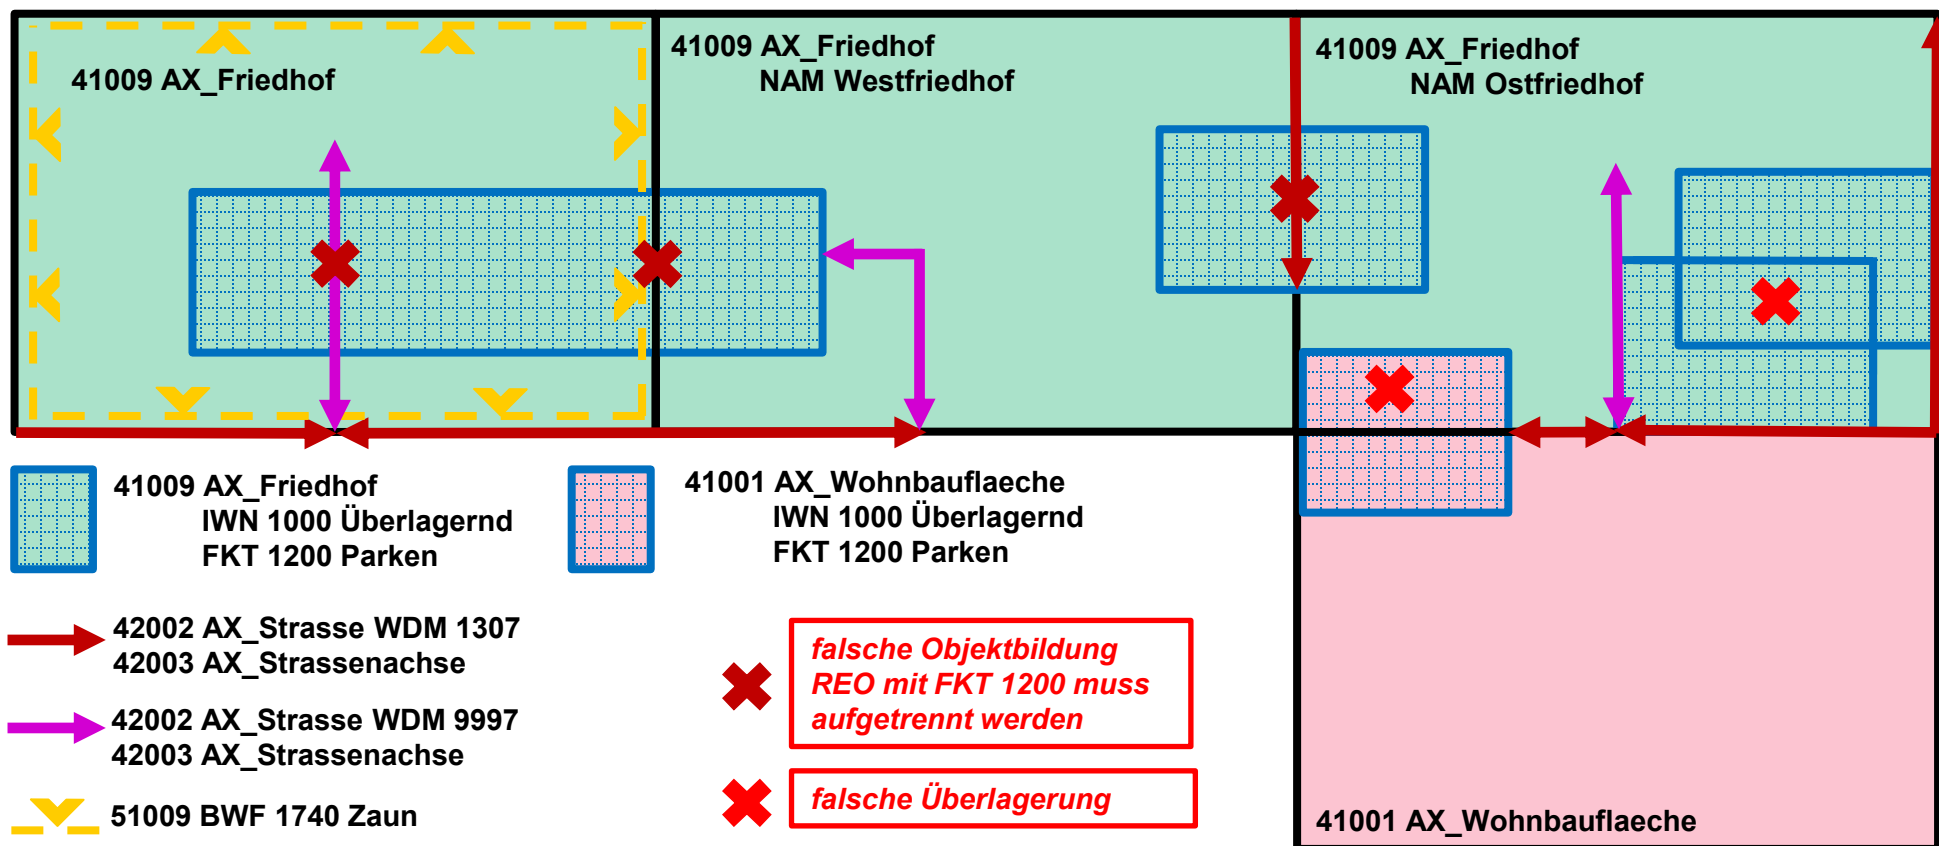 41009 AX_Friedhof
41009 AX_Friedhof
NAM Westfriedhof
41009 AX_Friedhof
NAM Ostfriedhof
41009 AX_Friedhof
IWN 1000 Überlagernd
FKT 1200 Parken
41001 AX_Wohnbauflaeche
IWN 1000 Überlagernd
FKT 1200 Parken
42002 AX_Strasse WDM 1307
42003 AX_Strassenachse
42002 AX_Strasse WDM 9997
42003 AX_Strassenachse
51009 BWF 1740 Zaun
falsche Objektbildung
REO mit FKT 1200 muss
aufgetrennt werden
falsche Überlagerung
41001 AX_Wohnbauflaeche